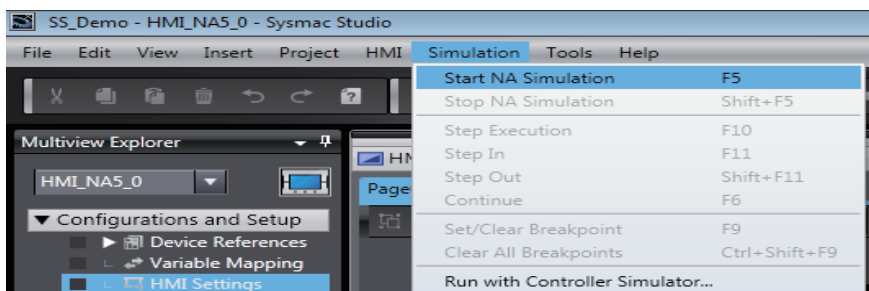 SS_Demo - HMI_NA5_0 - Sysmac Studio
File Edit View Insert Project HMI Simulation Tools Help
Start NA Simulation F5
Stop NA Simulation Shift+F5
Step Execution F10
Step In F11
Step Out Shift+F11
Continue F6
Set/Clear Breakpoint F9
Clear All Breakpoints Ctrl+Shift+F9
Run with Controller Simulator...
Multiview Explorer
HMI_NA5_0
Configurations and Setup
Device References
Variable Mapping
HMI Settings
Page